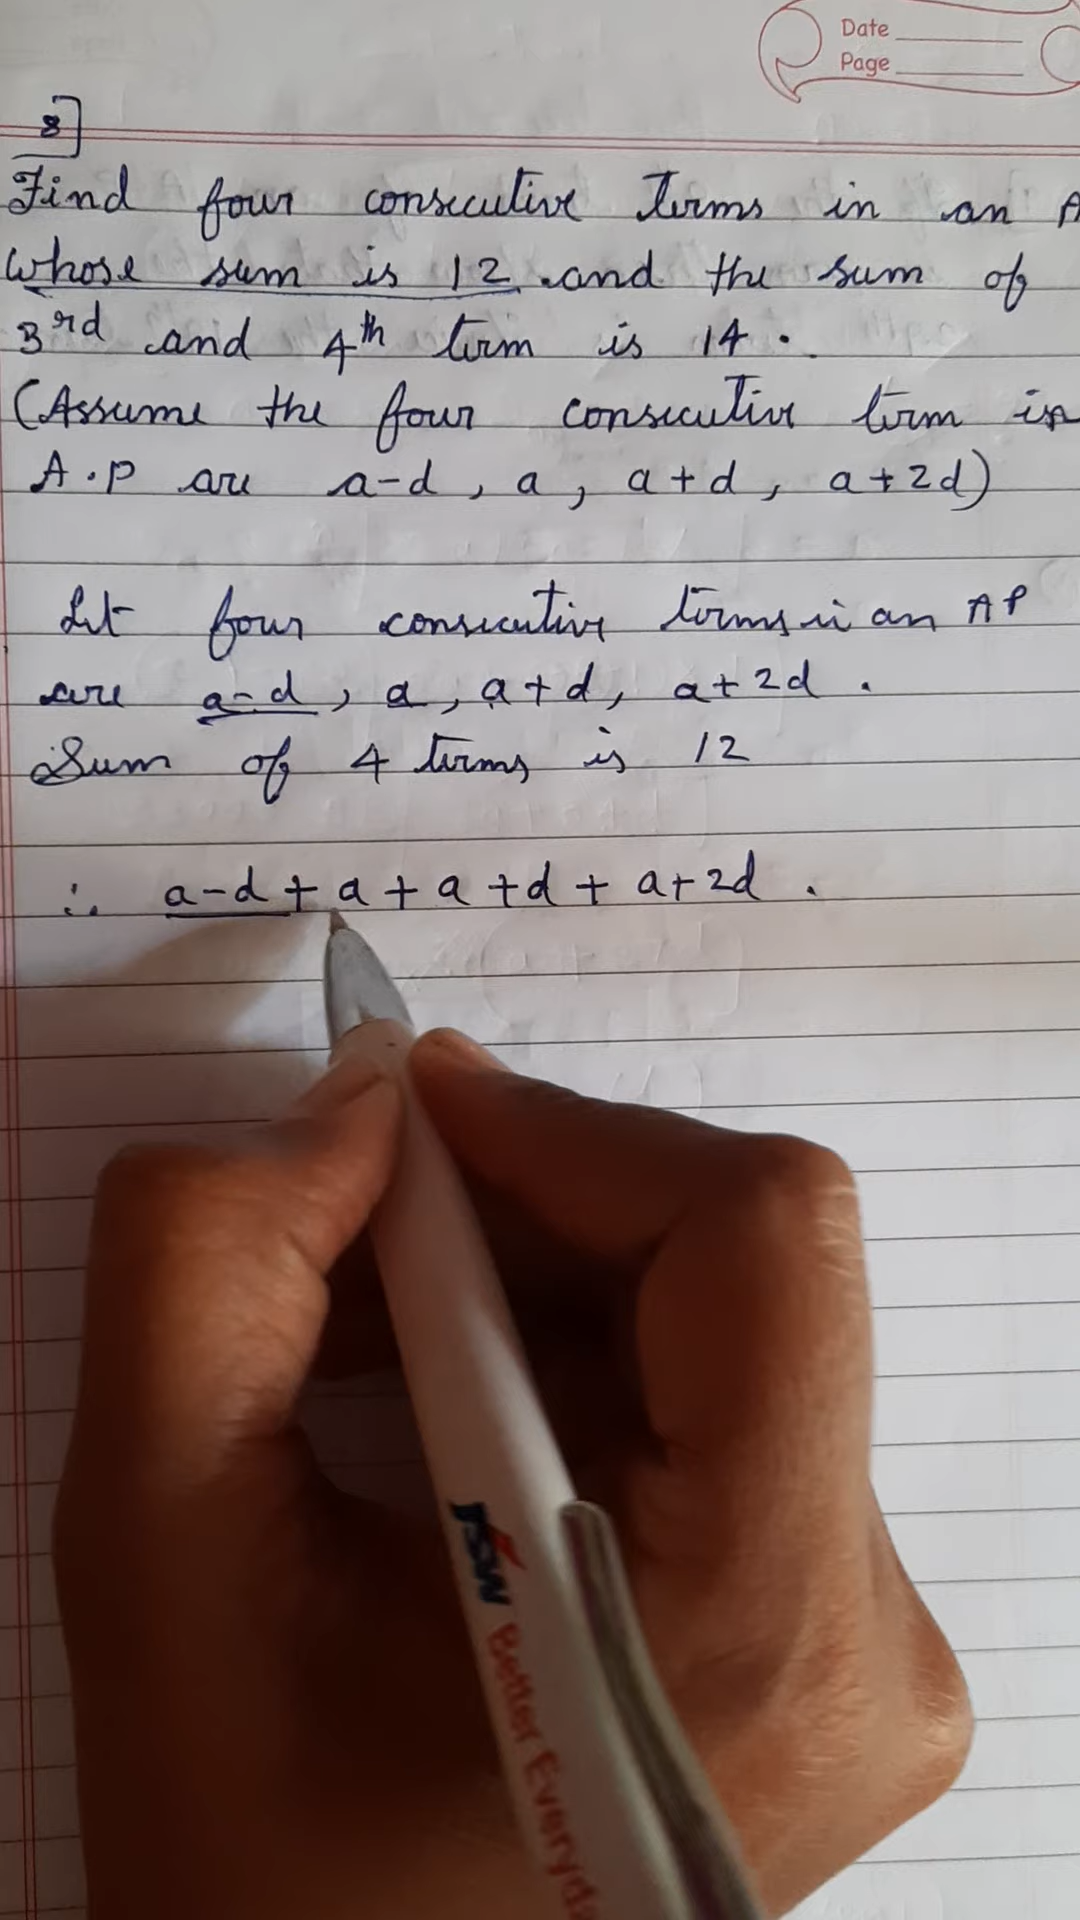 Date
Page
8]
Find four consecutive terms in an A
whose sum is 12 and the sum of
3rd and 4th term is 14.
(Assume the four consecutive term in
A.P are a-d, a, a+d, a+2d)
Let four consecutive terms in an AP
are a-d, a, a+d, a+2d.
Sum of 4 terms is 12
∴ a-d + a + a +d + a+2d .
JSW Better Everyda